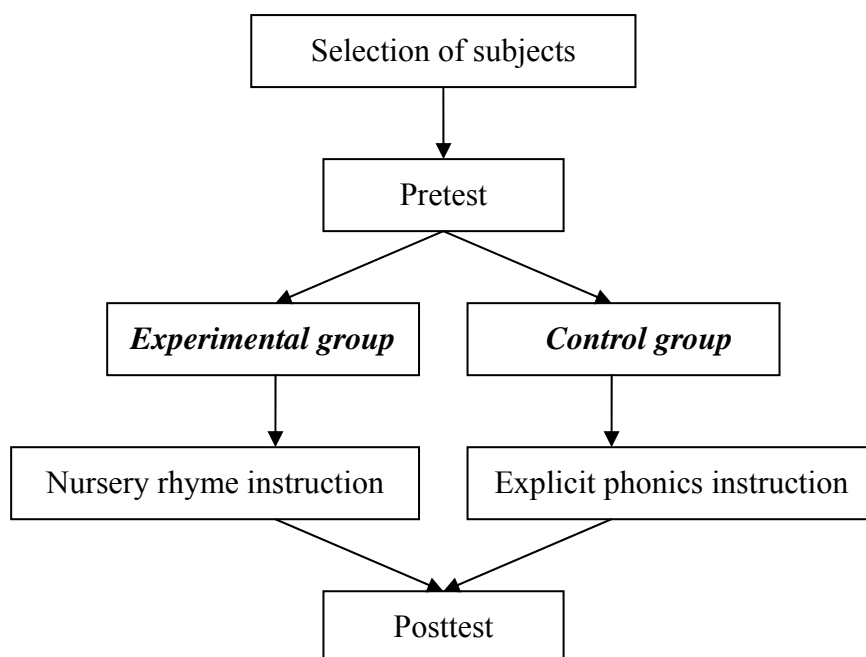 Selection of subjects
Pretest
Experimental group
Control group
Nursery rhyme instruction
Explicit phonics instruction
Posttest